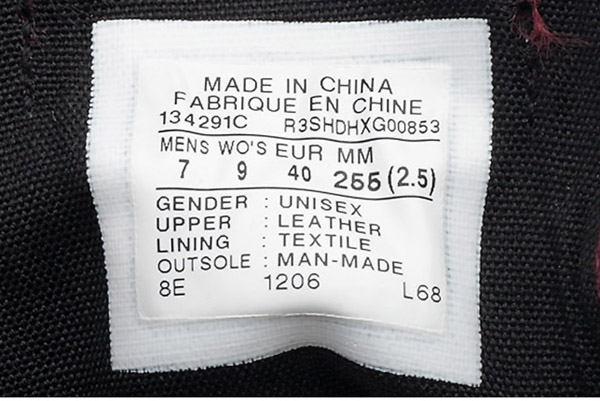 MADE IN CHINA
FABRIQUE EN CHINE
134291C R3SHDHXG00853
MENS WO'S EUR MM
7 9 40 255 (2.5)
GENDER : UNISEX
UPPER : LEATHER
LINING : TEXTILE
OUTSOLE : MAN-MADE
8E 1206 L68